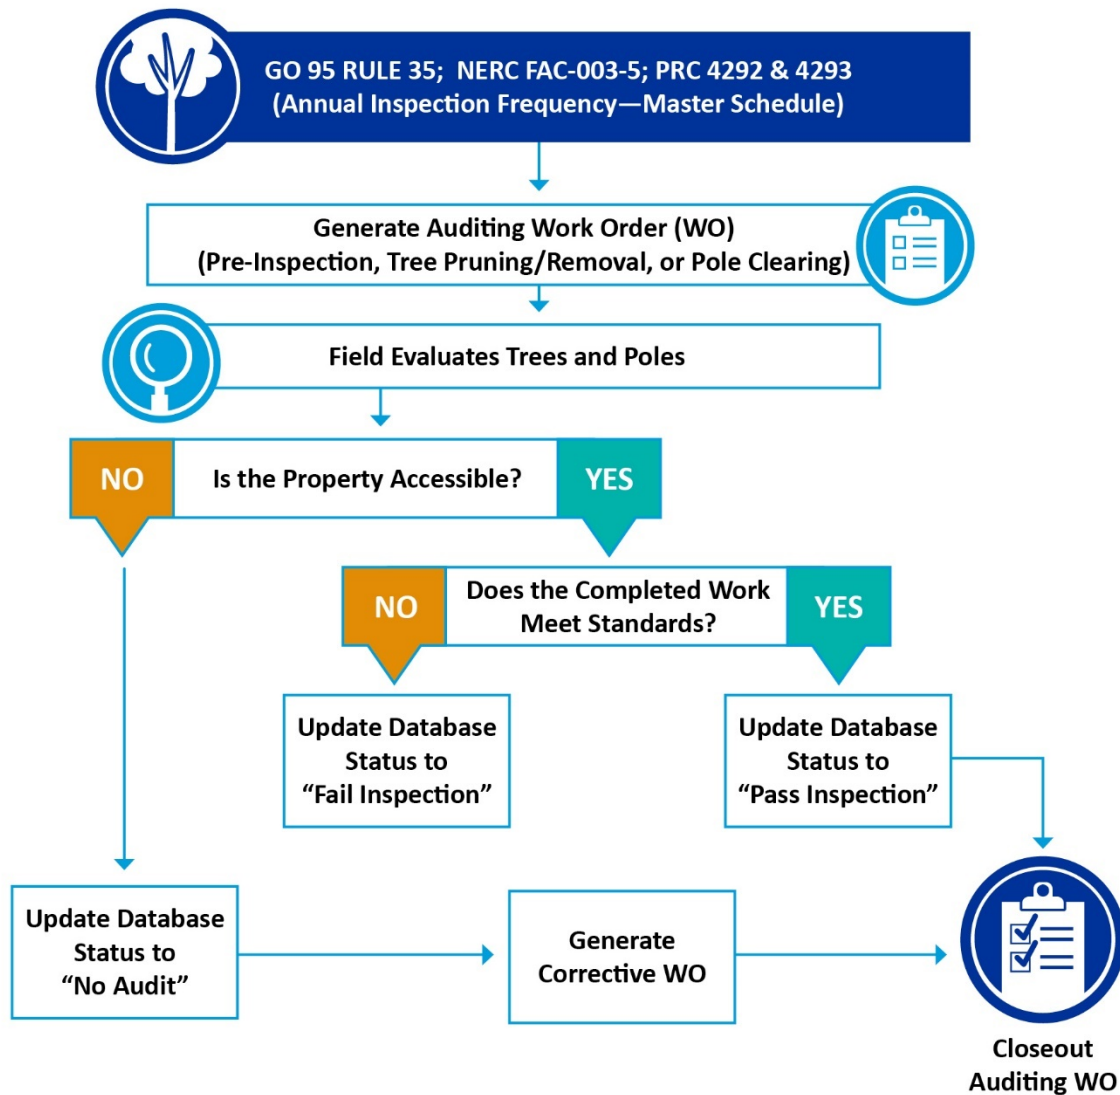 GO 95 RULE 35; NERC FAC-003-5; PRC 4292 & 4293
(Annual Inspection Frequency—Master Schedule)
Generate Auditing Work Order (WO)
(Pre-Inspection, Tree Pruning/Removal, or Pole Clearing)
Field Evaluates Trees and Poles
NO
Is the Property Accessible?
YES
NO
Does the Completed Work
Meet Standards?
YES
Update Database
Status to
“Fail Inspection”
Update Database
Status to
“Pass Inspection”
Update Database
Status to
“No Audit”
Generate
Corrective WO
Closeout
Auditing WO